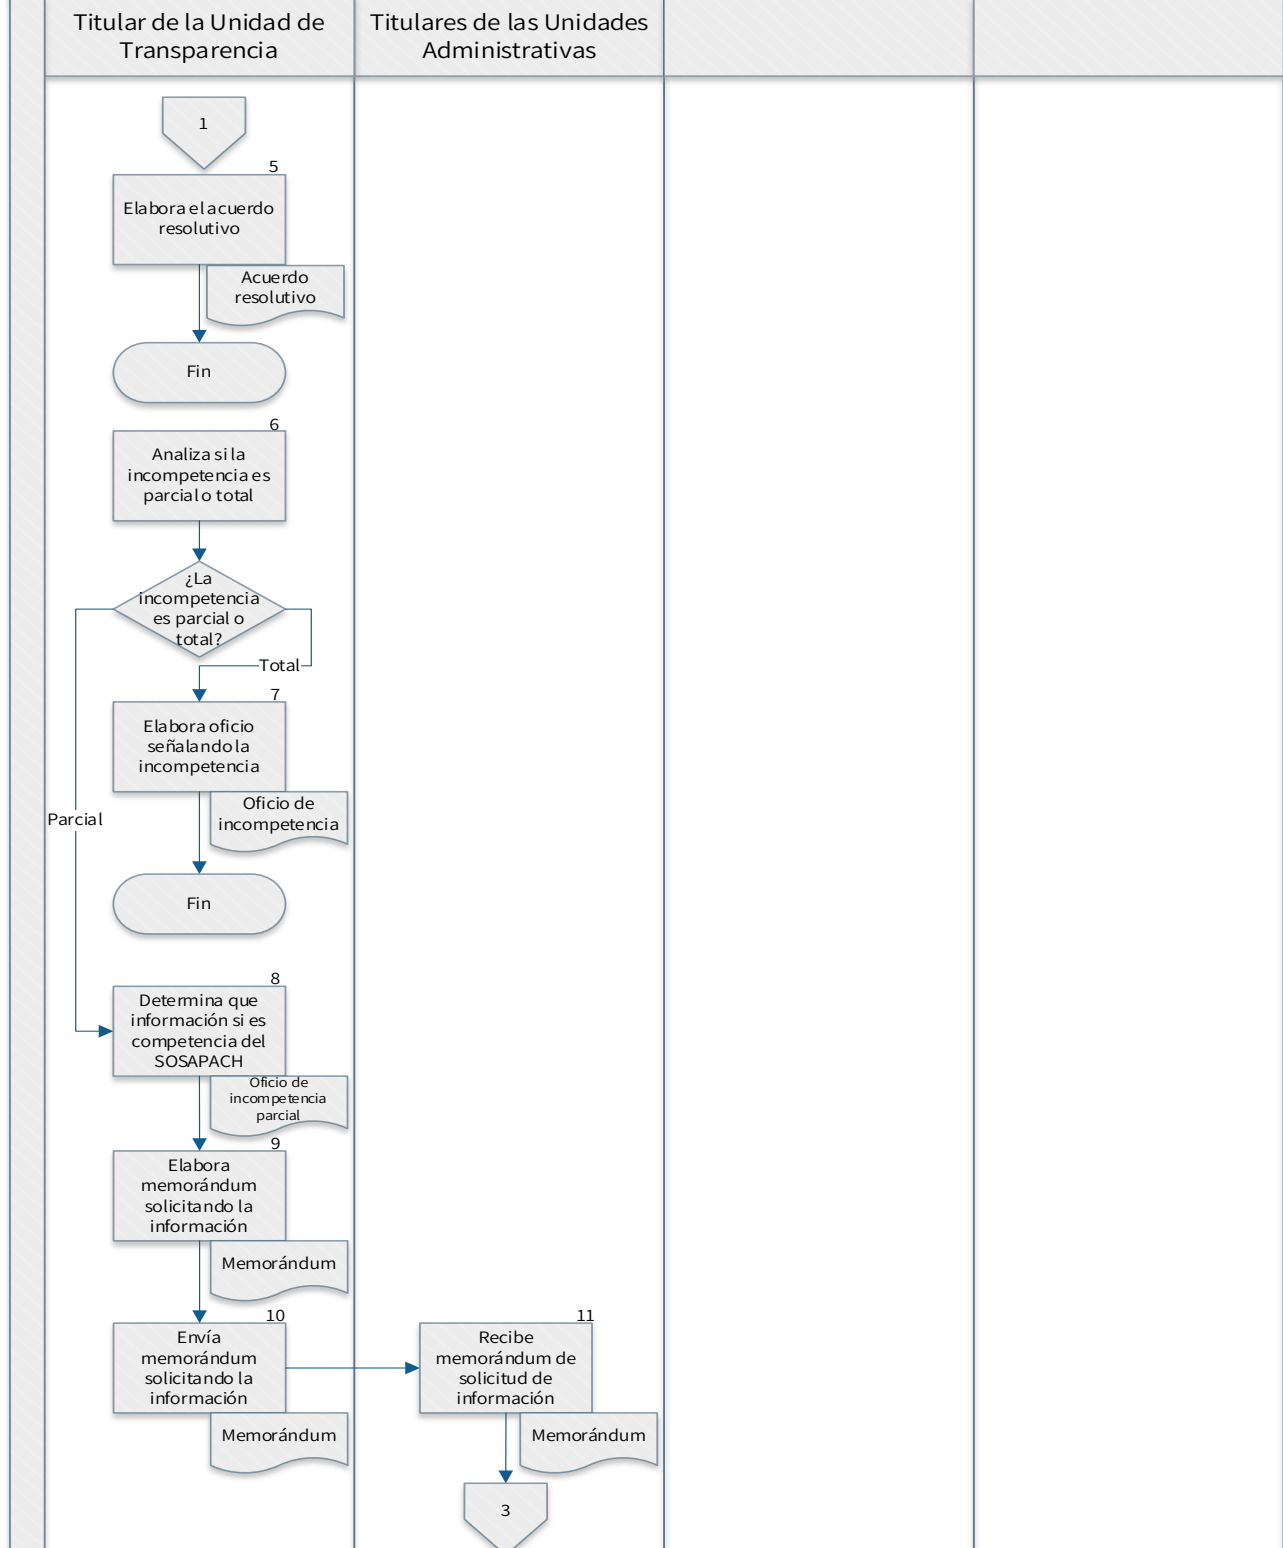 Titular de la Unidad de
Transparencia
Titulares de las Unidades
Administrativas
1
5
Elabora el acuerdo
resolutivo
Acuerdo
resolutivo
Fin
6
Analiza si la
incompetencia es
parcial o total
¿La
incompetencia
es parcial o
total?
Total
7
Elabora oficio
señalando la
incompetencia
Oficio de
incompetencia
Parcial
Fin
8
Determina que
información si es
competencia del
SOSAPACH
Oficio de
incompetencia
parcial
9
Elabora
memorándum
solicitando la
información
Memorándum
10
Envía
memorándum
solicitando la
información
Memorándum
11
Recibe
memorándum de
solicitud de
información
Memorándum
3